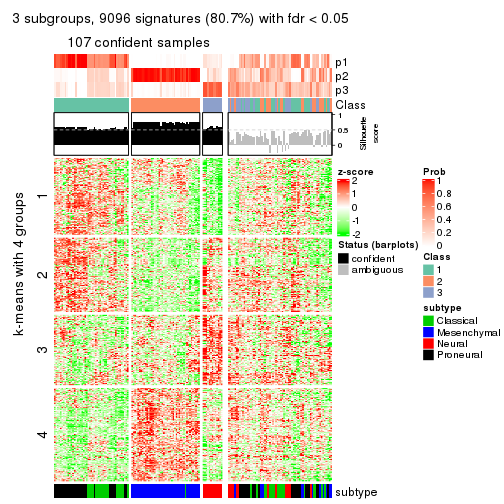 3 subgroups, 9096 signatures (80.7%) with fdr < 0.05
107 confident samples
p1
p2
p3
Class
1
0.5
0
Silhouette
score
k-means with 4 groups
1
2
3
4
subtype
z-score
2
1
0
-1
-2
Status (barplots)
confident
ambiguous
Prob
1
0.8
0.6
0.4
0.2
0
Class
1
2
3
subtype
Classical
Mesenchymal
Neural
Proneural